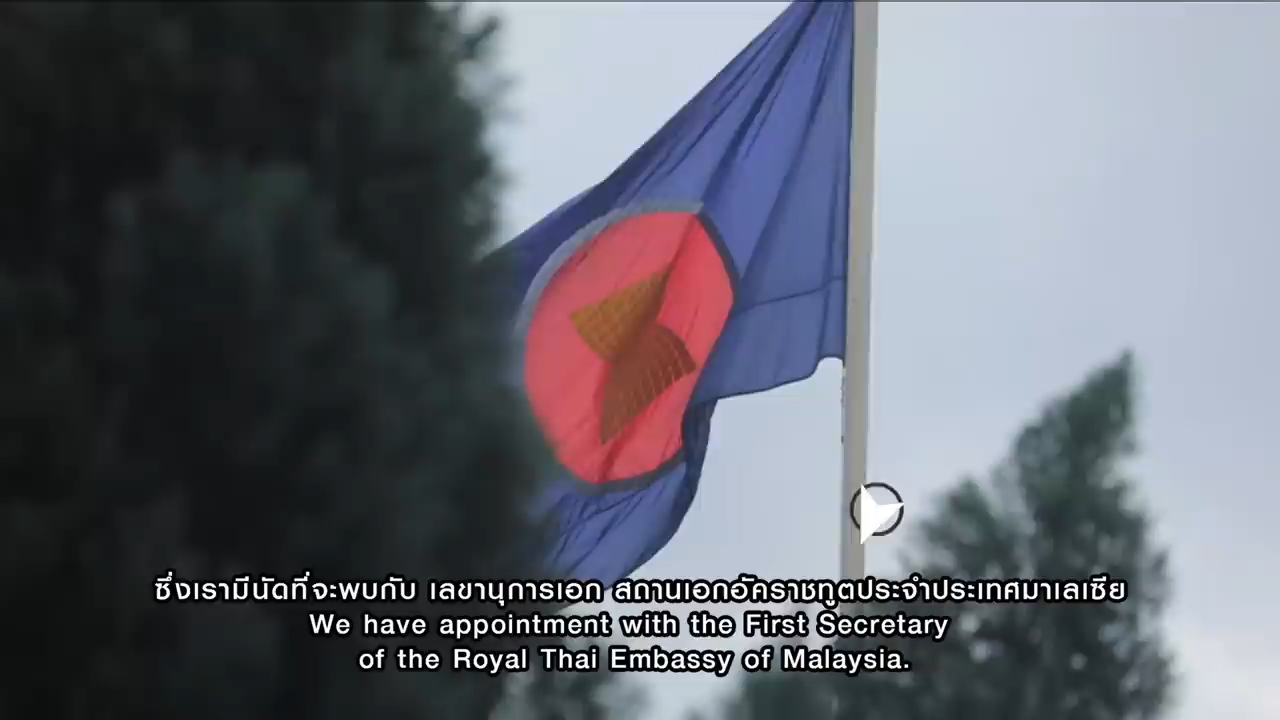 ซึ่งเรามีนัดที่จะพบกับ เลขานุการเอก สถานเอกอัครราชทูตประจำประเทศมาเลเซีย
We have appointment with the First Secretary
of the Royal Thai Embassy of Malaysia.